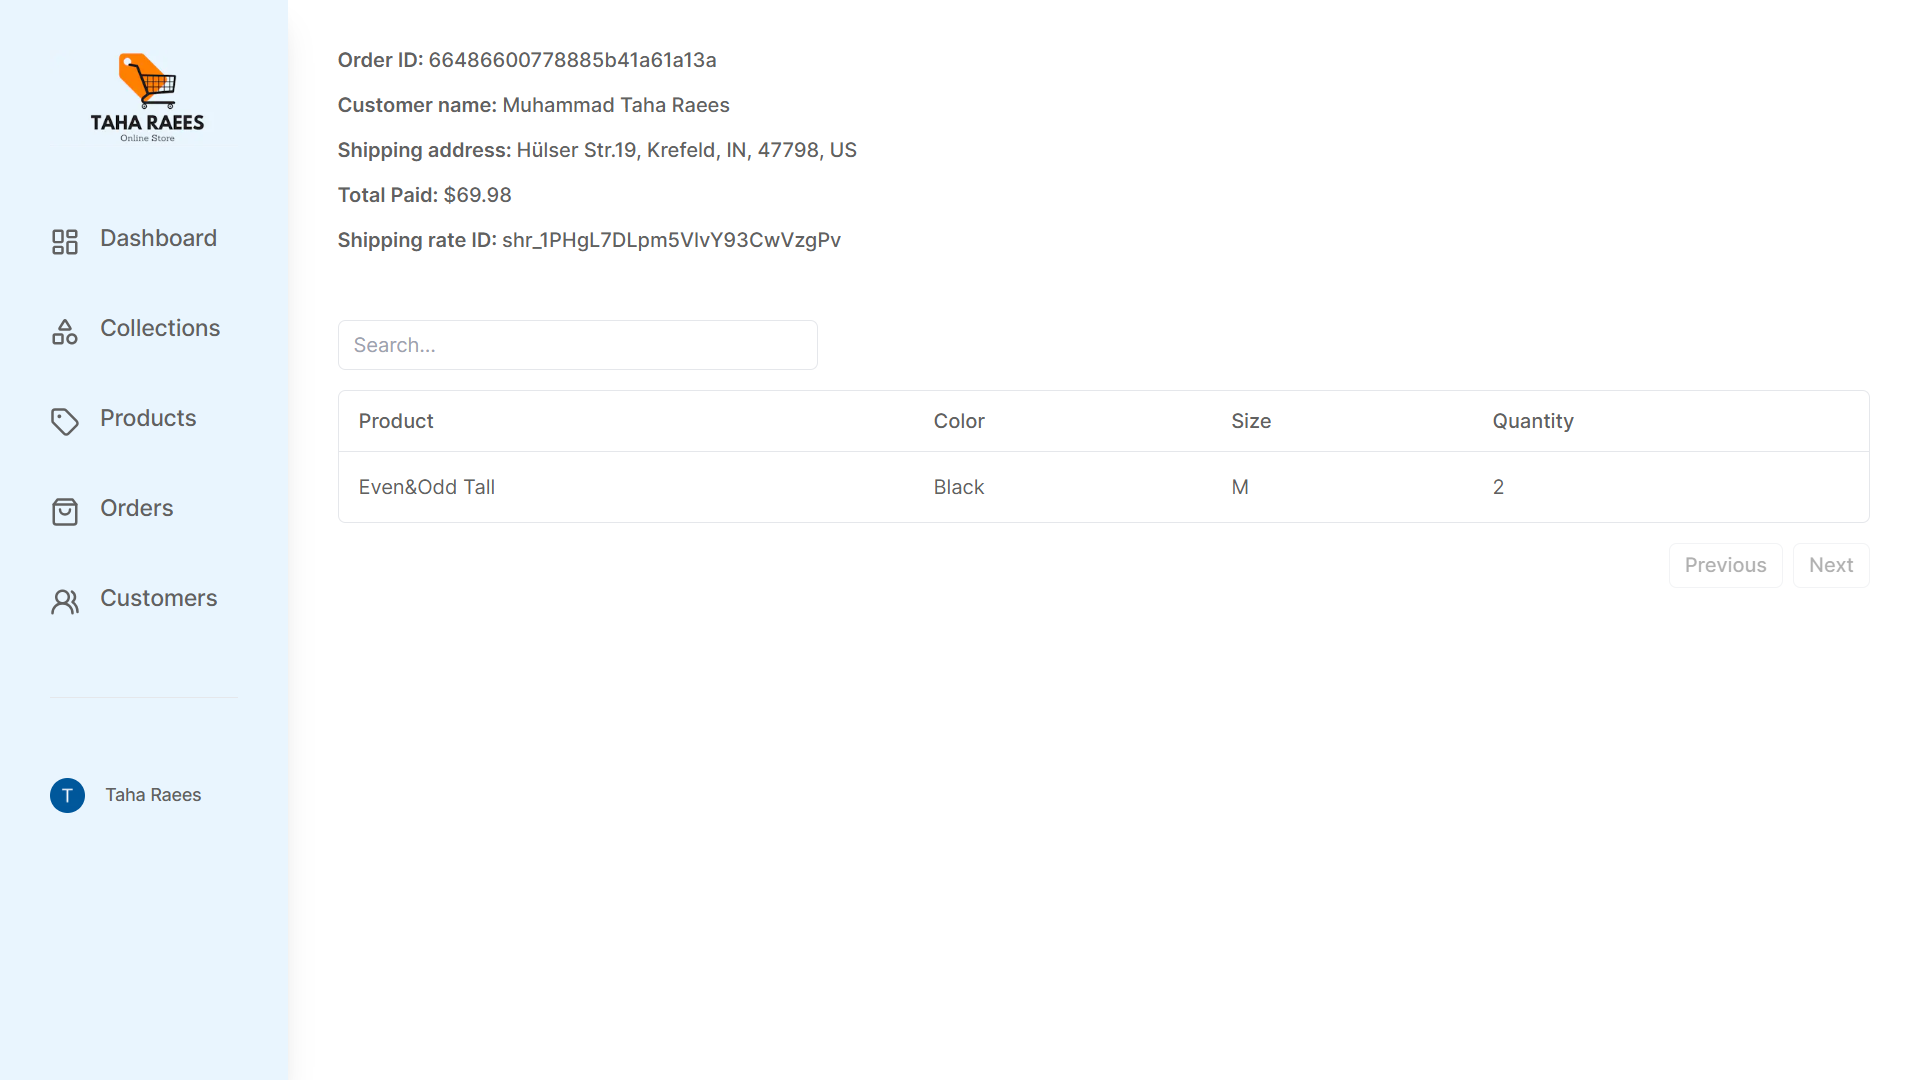 TAHA RAEES
Online Store
Dashboard
Collections
Products
Orders
Customers
T Taha Raees
Order ID: 66486600778885b41a61a13a
Customer name: Muhammad Taha Raees
Shipping address: Hülser Str.19, Krefeld, IN, 47798, US
Total Paid: $69.98
Shipping rate ID: shr_1PHgL7DLpm5VlvY93CwVzgPv
Search...
Product Color Size Quantity
Even&Odd Tall Black M 2
Previous Next